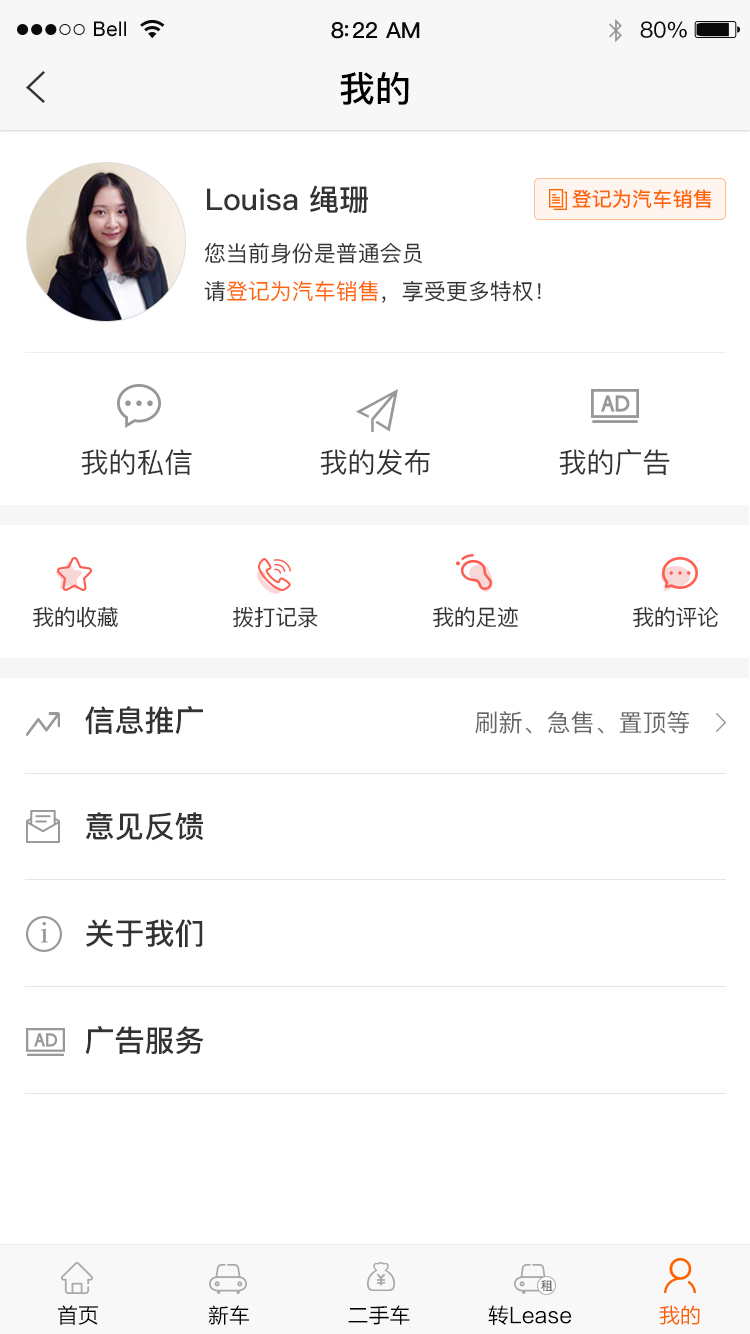 Bell 8:22 AM 80%
我的
Louisa 绳珊
登记为汽车销售
您当前身份是普通会员
请登记为汽车销售，享受更多特权！
AD
我的私信 我的发布 我的广告
我的收藏 拨打记录 我的足迹 我的评论
信息推广 刷新、急售、置顶等
意见反馈
关于我们
AD 广告服务
¥ 租
首页 新车 二手车 转Lease 我的